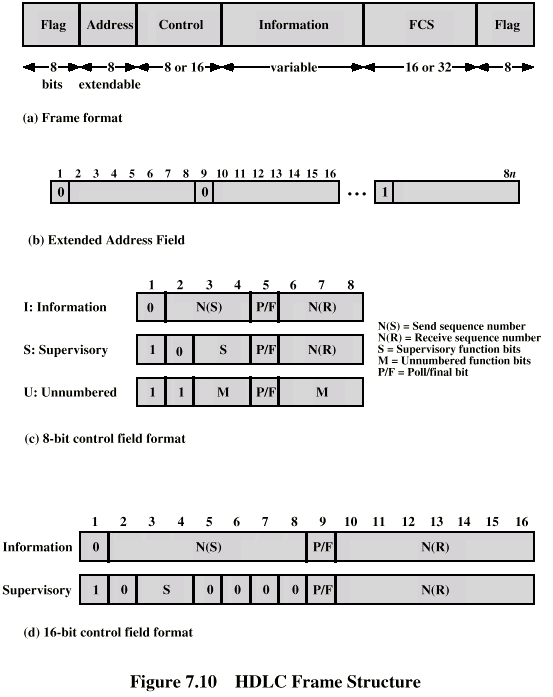 Flag Address Control Information FCS Flag
8 8 8 or 16 variable 16 or 32 8
bits extendable
(a) Frame format
1 2 3 4 5 6 7 8 9 10 11 12 13 14 15 16 8n
0 0 ••• 1
(b) Extended Address Field
1 2 3 4 5 6 7 8
I: Information 0 N(S) P/F N(R)
S: Supervisory 1 0 S P/F N(R)
U: Unnumbered 1 1 M P/F M
N(S) = Send sequence number
N(R) = Receive sequence number
S = Supervisory function bits
M = Unnumbered function bits
P/F = Poll/final bit
(c) 8-bit control field format
1 2 3 4 5 6 7 8 9 10 11 12 13 14 15 16
Information 0 N(S) P/F N(R)
Supervisory 1 0 S 0 0 0 0 P/F N(R)
(d) 16-bit control field format
Figure 7.10 HDLC Frame Structure